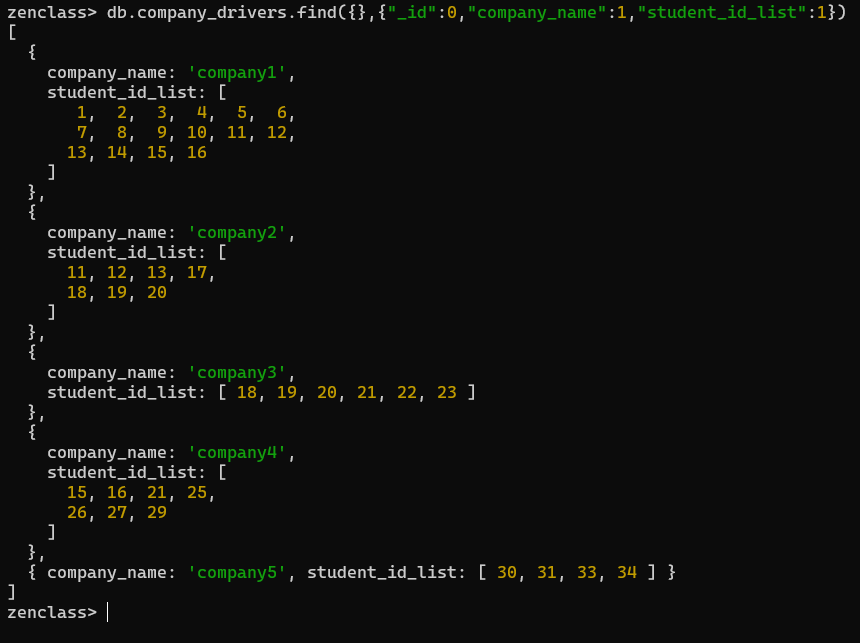 zenclass> db.company_drivers.find({},{"_id":0,"company_name":1,"student_id_list":1})
[
  {
    company_name: 'company1',
    student_id_list: [
       1,  2,  3,  4,  5,  6,
       7,  8,  9, 10, 11, 12,
      13, 14, 15, 16
    ]
  },
  {
    company_name: 'company2',
    student_id_list: [
      11, 12, 13, 17,
      18, 19, 20
    ]
  },
  {
    company_name: 'company3',
    student_id_list: [ 18, 19, 20, 21, 22, 23 ]
  },
  {
    company_name: 'company4',
    student_id_list: [
      15, 16, 21, 25,
      26, 27, 29
    ]
  },
  { company_name: 'company5', student_id_list: [ 30, 31, 33, 34 ] }
]
zenclass>